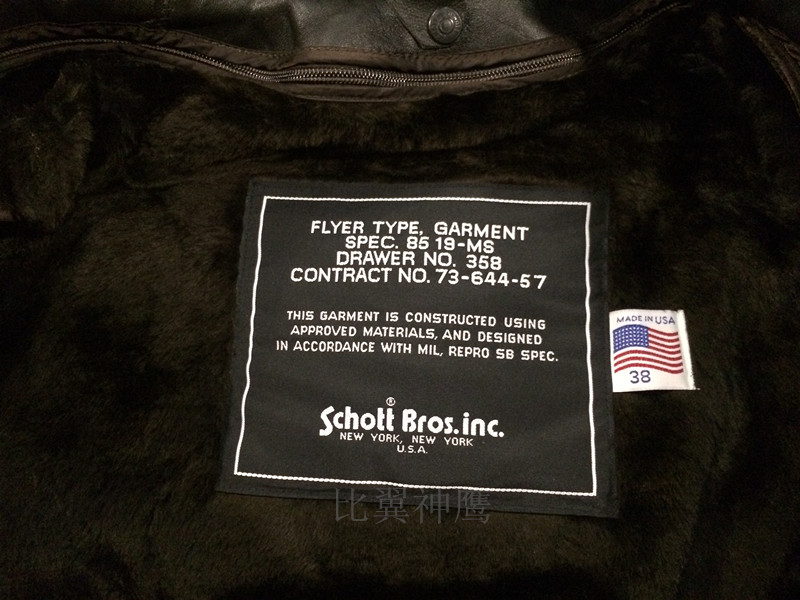 FLYER TYPE, GARMENT
SPEC. 85 19-MS
DRAWER NO. 358
CONTRACT NO. 73-644-57
THIS GARMENT IS CONSTRUCTED USING
APPROVED MATERIALS, AND DESIGNED
IN ACCORDANCE WITH MIL, REPRO SB SPEC.
®
Schott Bros.inc.
NEW YORK, NEW YORK
U.S.A.
MADE IN USA
38
比翼神鹰